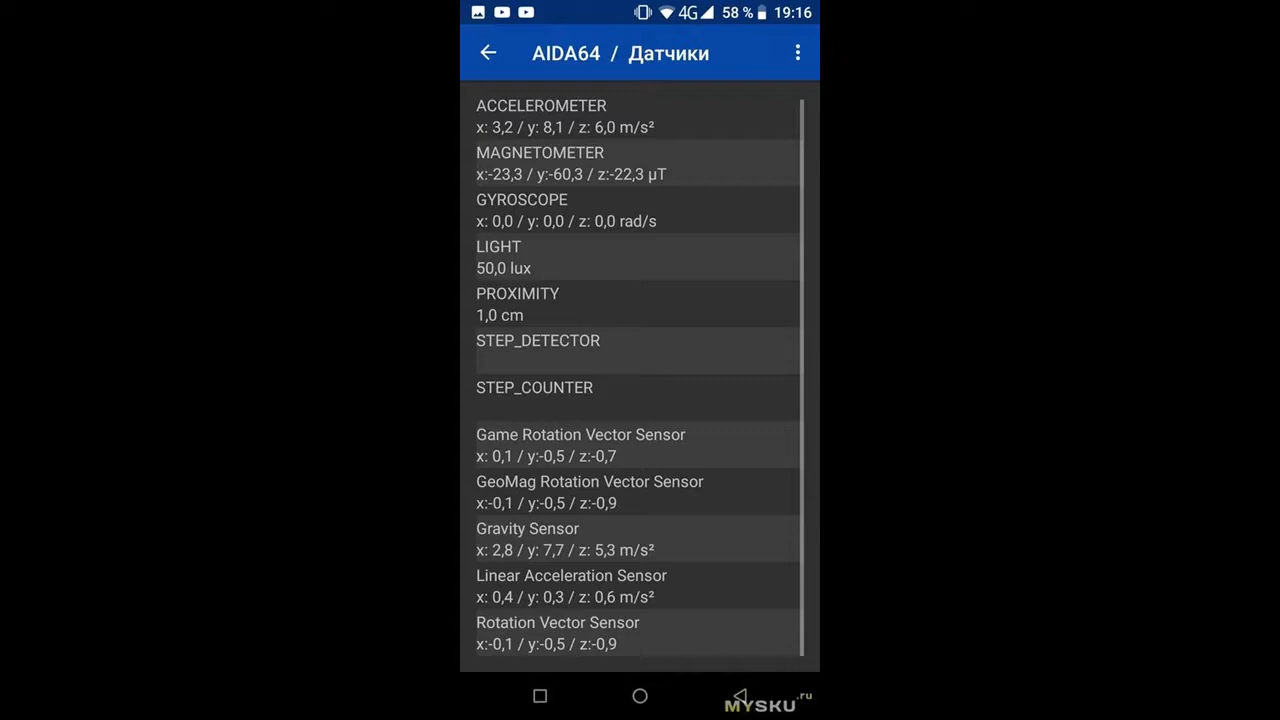 4G 58 % 19:16
AIDA64 / Датчики
ACCELEROMETER
x: 3,2 / y: 8,1 / z: 6,0 m/s²
MAGNETOMETER
x:-23,3 / y:-60,3 / z:-22,3 µT
GYROSCOPE
x: 0,0 / y: 0,0 / z: 0,0 rad/s
LIGHT
50,0 lux
PROXIMITY
1,0 cm
STEP_DETECTOR
STEP_COUNTER
Game Rotation Vector Sensor
x: 0,1 / y:-0,5 / z:-0,7
GeoMag Rotation Vector Sensor
x:-0,1 / y:-0,5 / z:-0,9
Gravity Sensor
x: 2,8 / y: 7,7 / z: 5,3 m/s²
Linear Acceleration Sensor
x: 0,4 / y: 0,3 / z: 0,6 m/s²
Rotation Vector Sensor
x:-0,1 / y:-0,5 / z:-0,9
MYSKU.ru